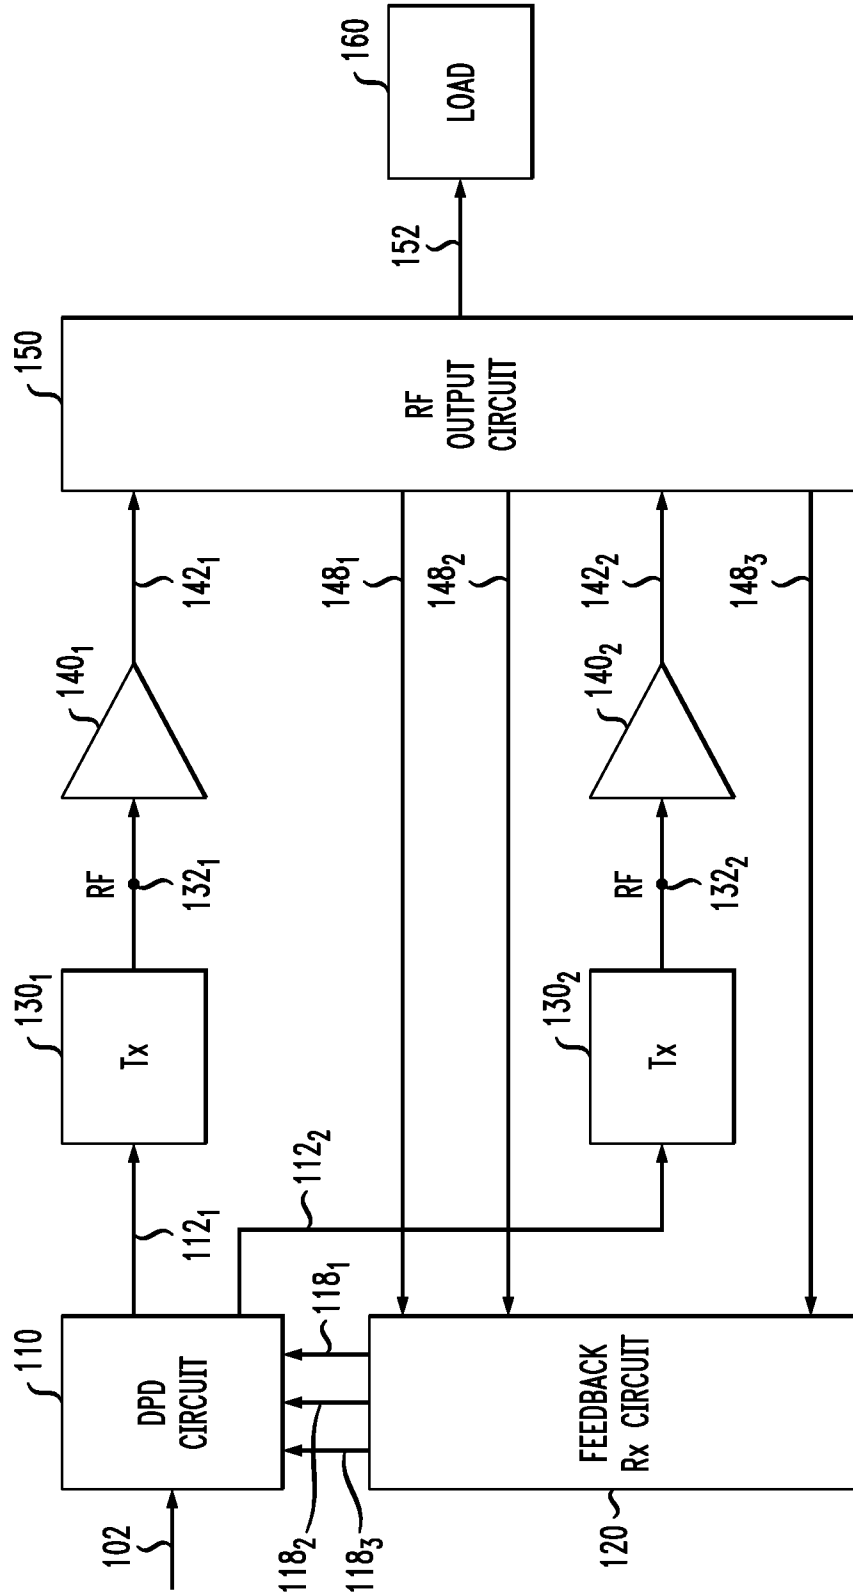 102
110
DPD
CIRCUIT
112₁
112₂
118₁
118₂
118₃
FEEDBACK
Rx CIRCUIT
120
130₁
Tx
RF
132₁
140₁
142₁
148₁
148₂
130₂
Tx
RF
132₂
140₂
142₂
148₃
150
RF
OUTPUT
CIRCUIT
152
160
LOAD